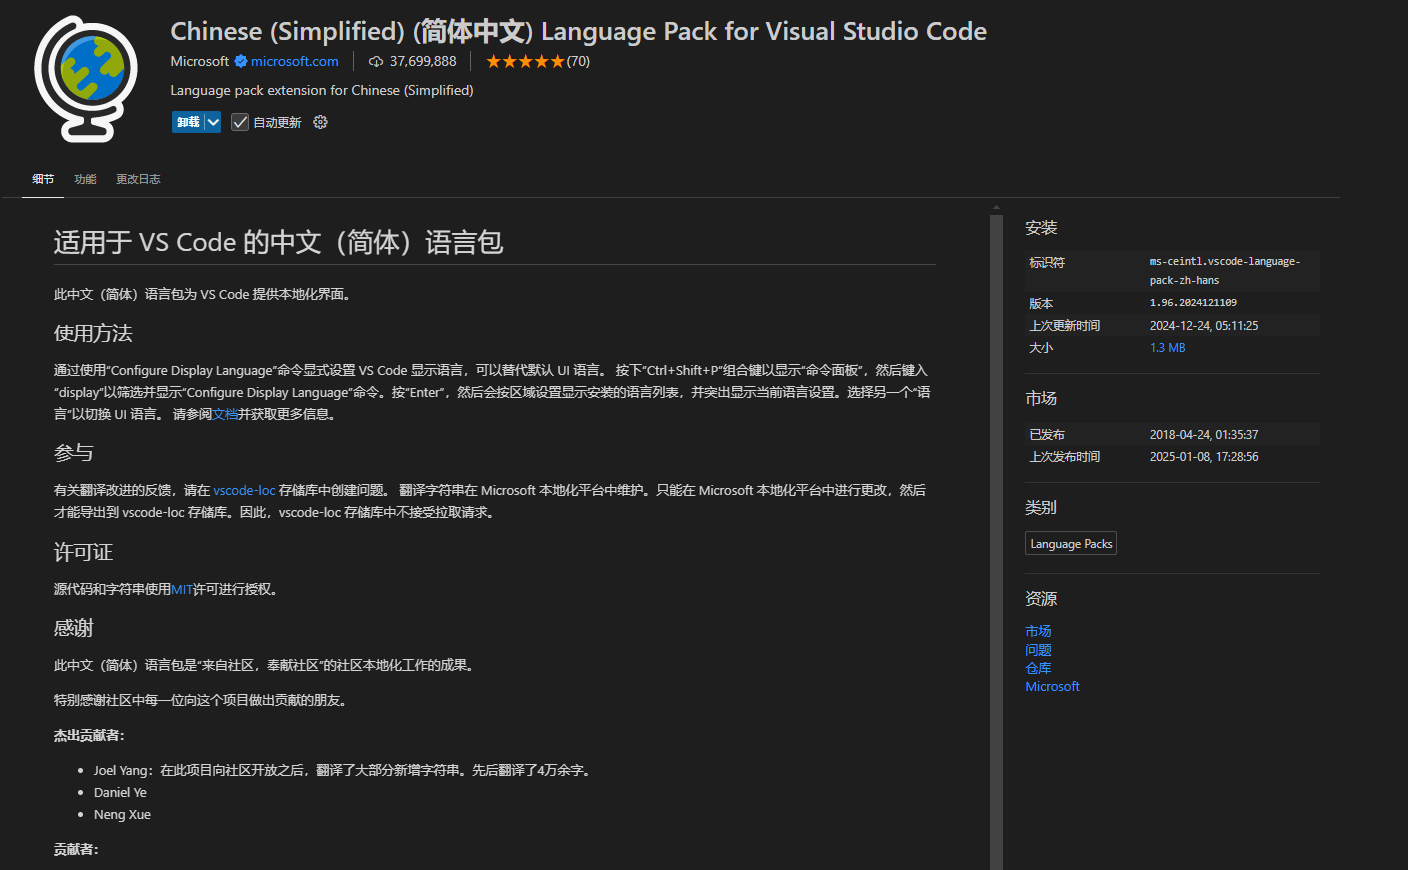 Chinese (Simplified) (简体中文) Language Pack for Visual Studio Code
Microsoft microsoft.com 37,699,888 ★★★★★(70)
Language pack extension for Chinese (Simplified)
卸载 自动更新
细节 功能 更改日志
适用于 VS Code 的中文（简体）语言包
此中文（简体）语言包为 VS Code 提供本地化界面。
使用方法
通过使用“Configure Display Language”命令显式设置 VS Code 显示语言，可以替代默认 UI 语言。 按下“Ctrl+Shift+P”组合键以显示“命令面板”，然后键入
“display”以筛选并显示“Configure Display Language”命令。按“Enter”，然后会按区域设置显示安装的语言列表，并突出显示当前语言设置。选择另一个“语
言”以切换 UI 语言。 请参阅文档并获取更多信息。
参与
有关翻译改进的反馈，请在 vscode-loc 存储库中创建问题。 翻译字符串在 Microsoft 本地化平台中维护。只能在 Microsoft 本地化平台中进行更改，然后
才能导出到 vscode-loc 存储库。因此，vscode-loc 存储库中不接受拉取请求。
许可证
源代码和字符串使用MIT许可进行授权。
感谢
此中文（简体）语言包是“来自社区，奉献社区”的社区本地化工作的成果。
特别感谢社区中每一位向这个项目做出贡献的朋友。
杰出贡献者：
• Joel Yang：在此项目向社区开放之后，翻译了大部分新增字符串。先后翻译了4万余字。
• Daniel Ye
• Neng Xue
贡献者：
安装
标识符 ms-ceintl.vscode-language-
pack-zh-hans
版本 1.96.2024121109
上次更新时间 2024-12-24, 05:11:25
大小 1.3 MB
市场
已发布 2018-04-24, 01:35:37
上次发布时间 2025-01-08, 17:28:56
类别
Language Packs
资源
市场
问题
仓库
Microsoft